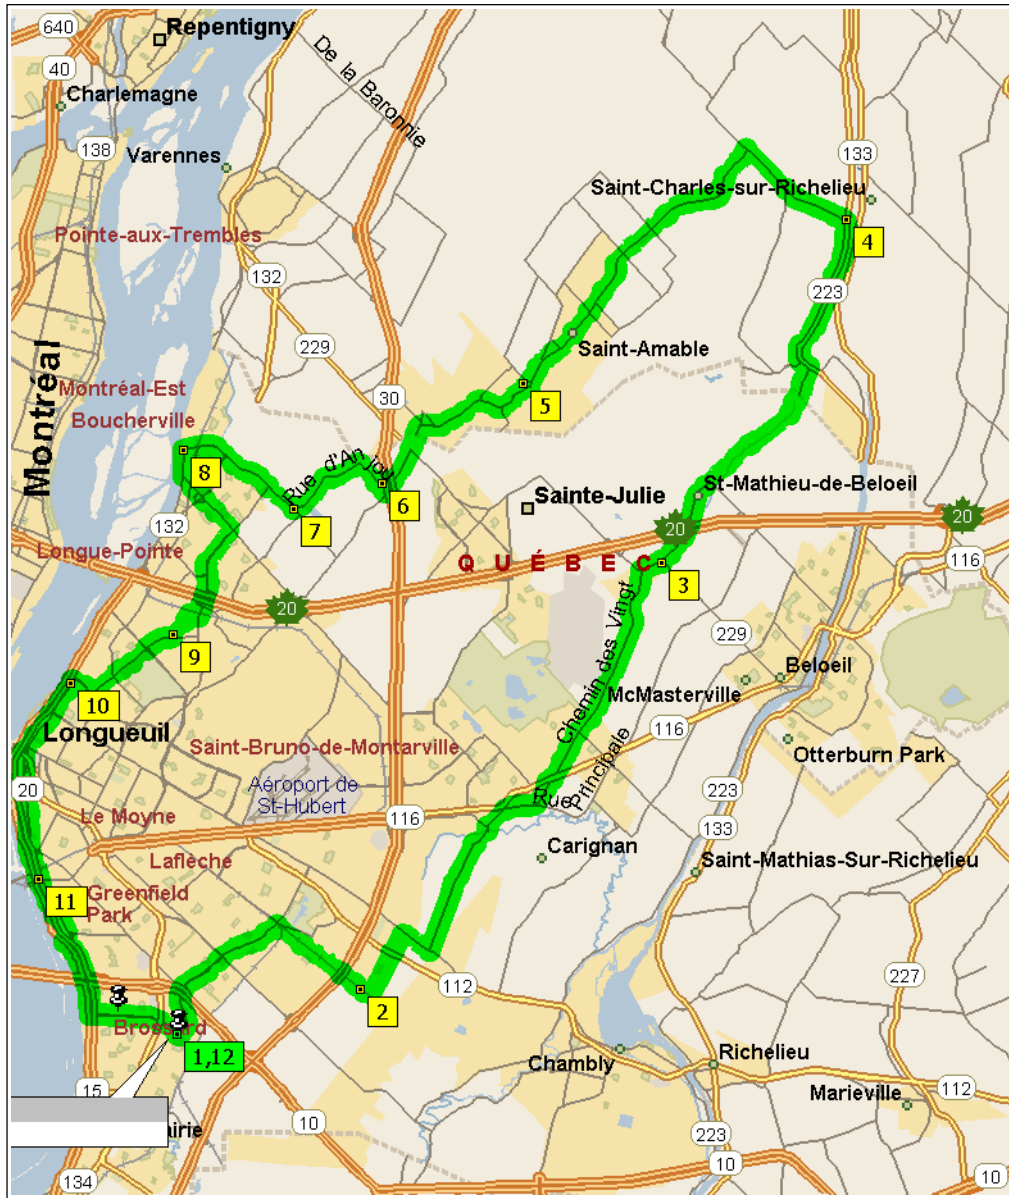 640
Repentigny
De la Baronnie
40
Charlemagne
138
Varennes
133
Saint-Charles-sur-Richelieu
Pointe-aux-Trembles
4
132
223
229
Saint-Amable
Montréal
Montréal-Est
30
5
Boucherville
8
Rue d'Anjou
6
St-Mathieu-de-Beloeil
Sainte-Julie
7
132
20
20
Longue-Pointe
QUÉBEC
116
3
20
Chemin des Vingt
229
9
Beloeil
McMasterville
10
116
Longueuil
Saint-Bruno-de-Montarville
Otterburn Park
Rue Principale
20
Aéroport de
St-Hubert
223
Le Moyne
116
133
Carignan
Laflèche
Saint-Mathias-Sur-Richelieu
11
Greenfield
Park
227
112
2
Brossard
1,12
Chambly
Richelieu
15
Marieville
112
10
airie
223
10
134
10